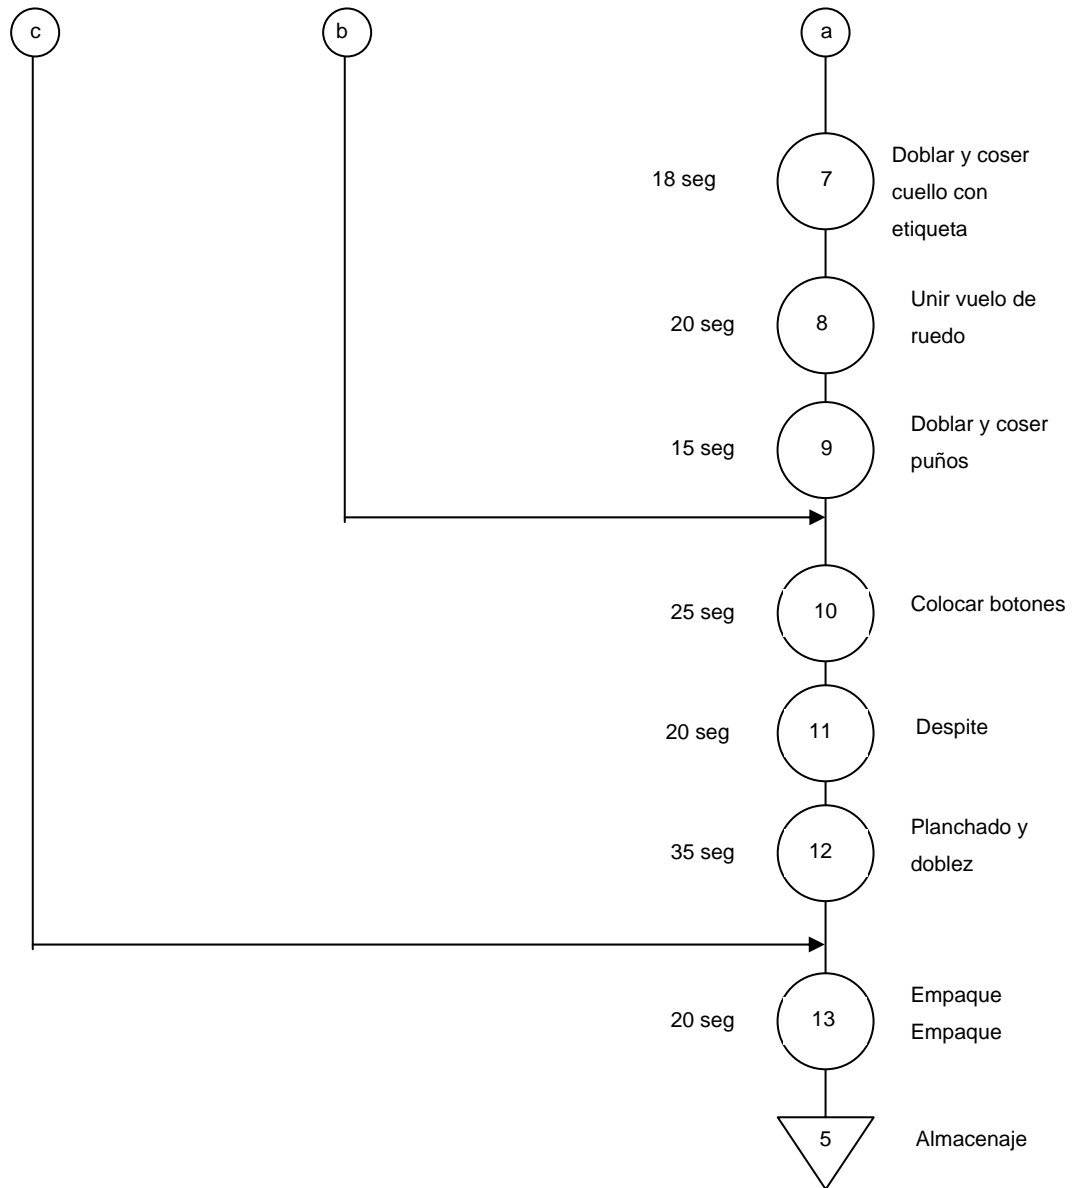 c
b
a
18 seg
7
Doblar y coser
cuello con
etiqueta
20 seg
8
Unir vuelo de
ruedo
15 seg
9
Doblar y coser
puños
25 seg
10
Colocar botones
20 seg
11
Despite
35 seg
12
Planchado y
doblez
20 seg
13
Empaque
Empaque
5
Almacenaje